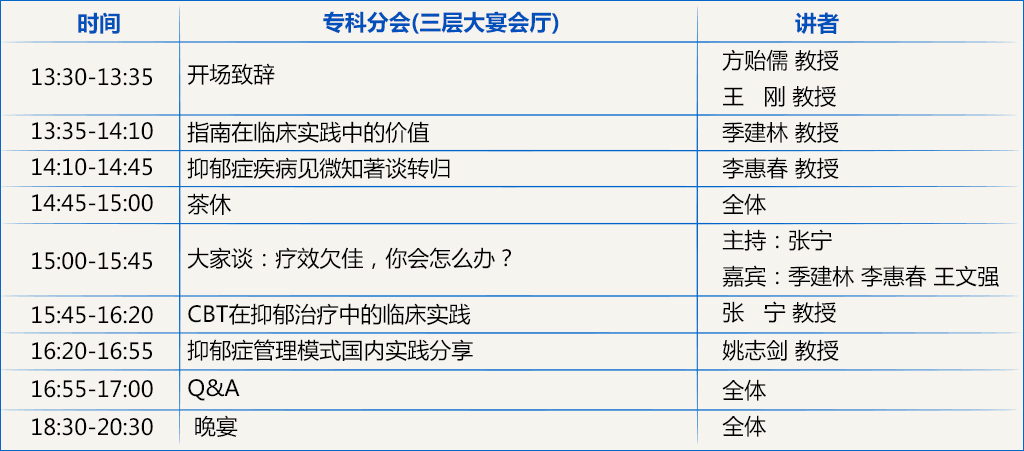 时间 专科分会(三层大宴会厅) 讲者
13:30-13:35 开场致辞 方贻儒 教授
王 刚 教授
13:35-14:10 指南在临床实践中的价值 季建林 教授
14:10-14:45 抑郁症疾病见微知著谈转归 李惠春 教授
14:45-15:00 茶休 全体
15:00-15:45 大家谈：疗效欠佳，你会怎么办？ 主持：张宁
嘉宾：季建林 李惠春 王文强
15:45-16:20 CBT在抑郁治疗中的临床实践 张 宁 教授
16:20-16:55 抑郁症管理模式国内实践分享 姚志剑 教授
16:55-17:00 Q&A 全体
18:30-20:30 晚宴 全体